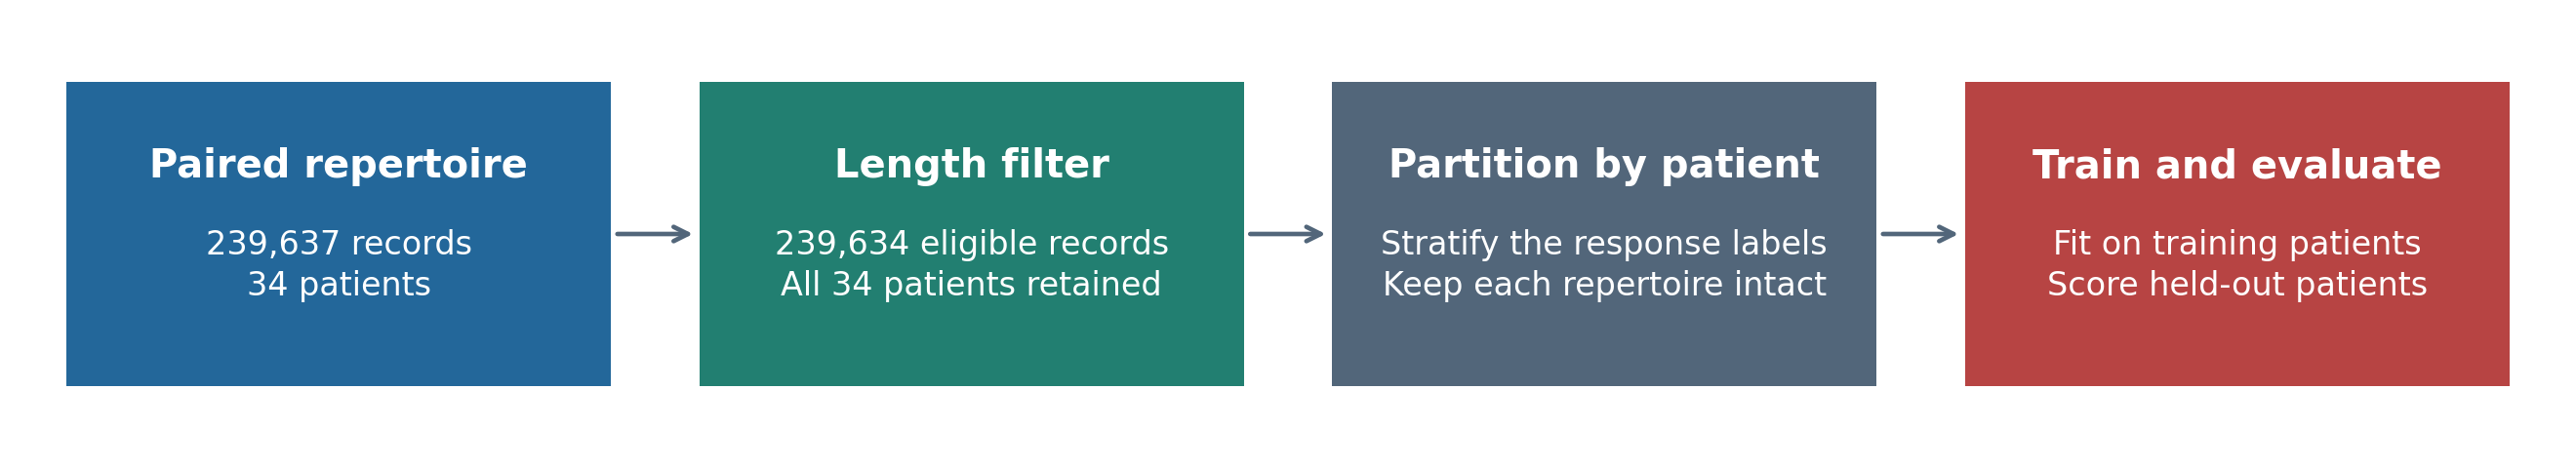 Paired repertoire
239,637 records
34 patients
Length filter
239,634 eligible records
All 34 patients retained
Partition by patient
Stratify the response labels
Keep each repertoire intact
Train and evaluate
Fit on training patients
Score held-out patients